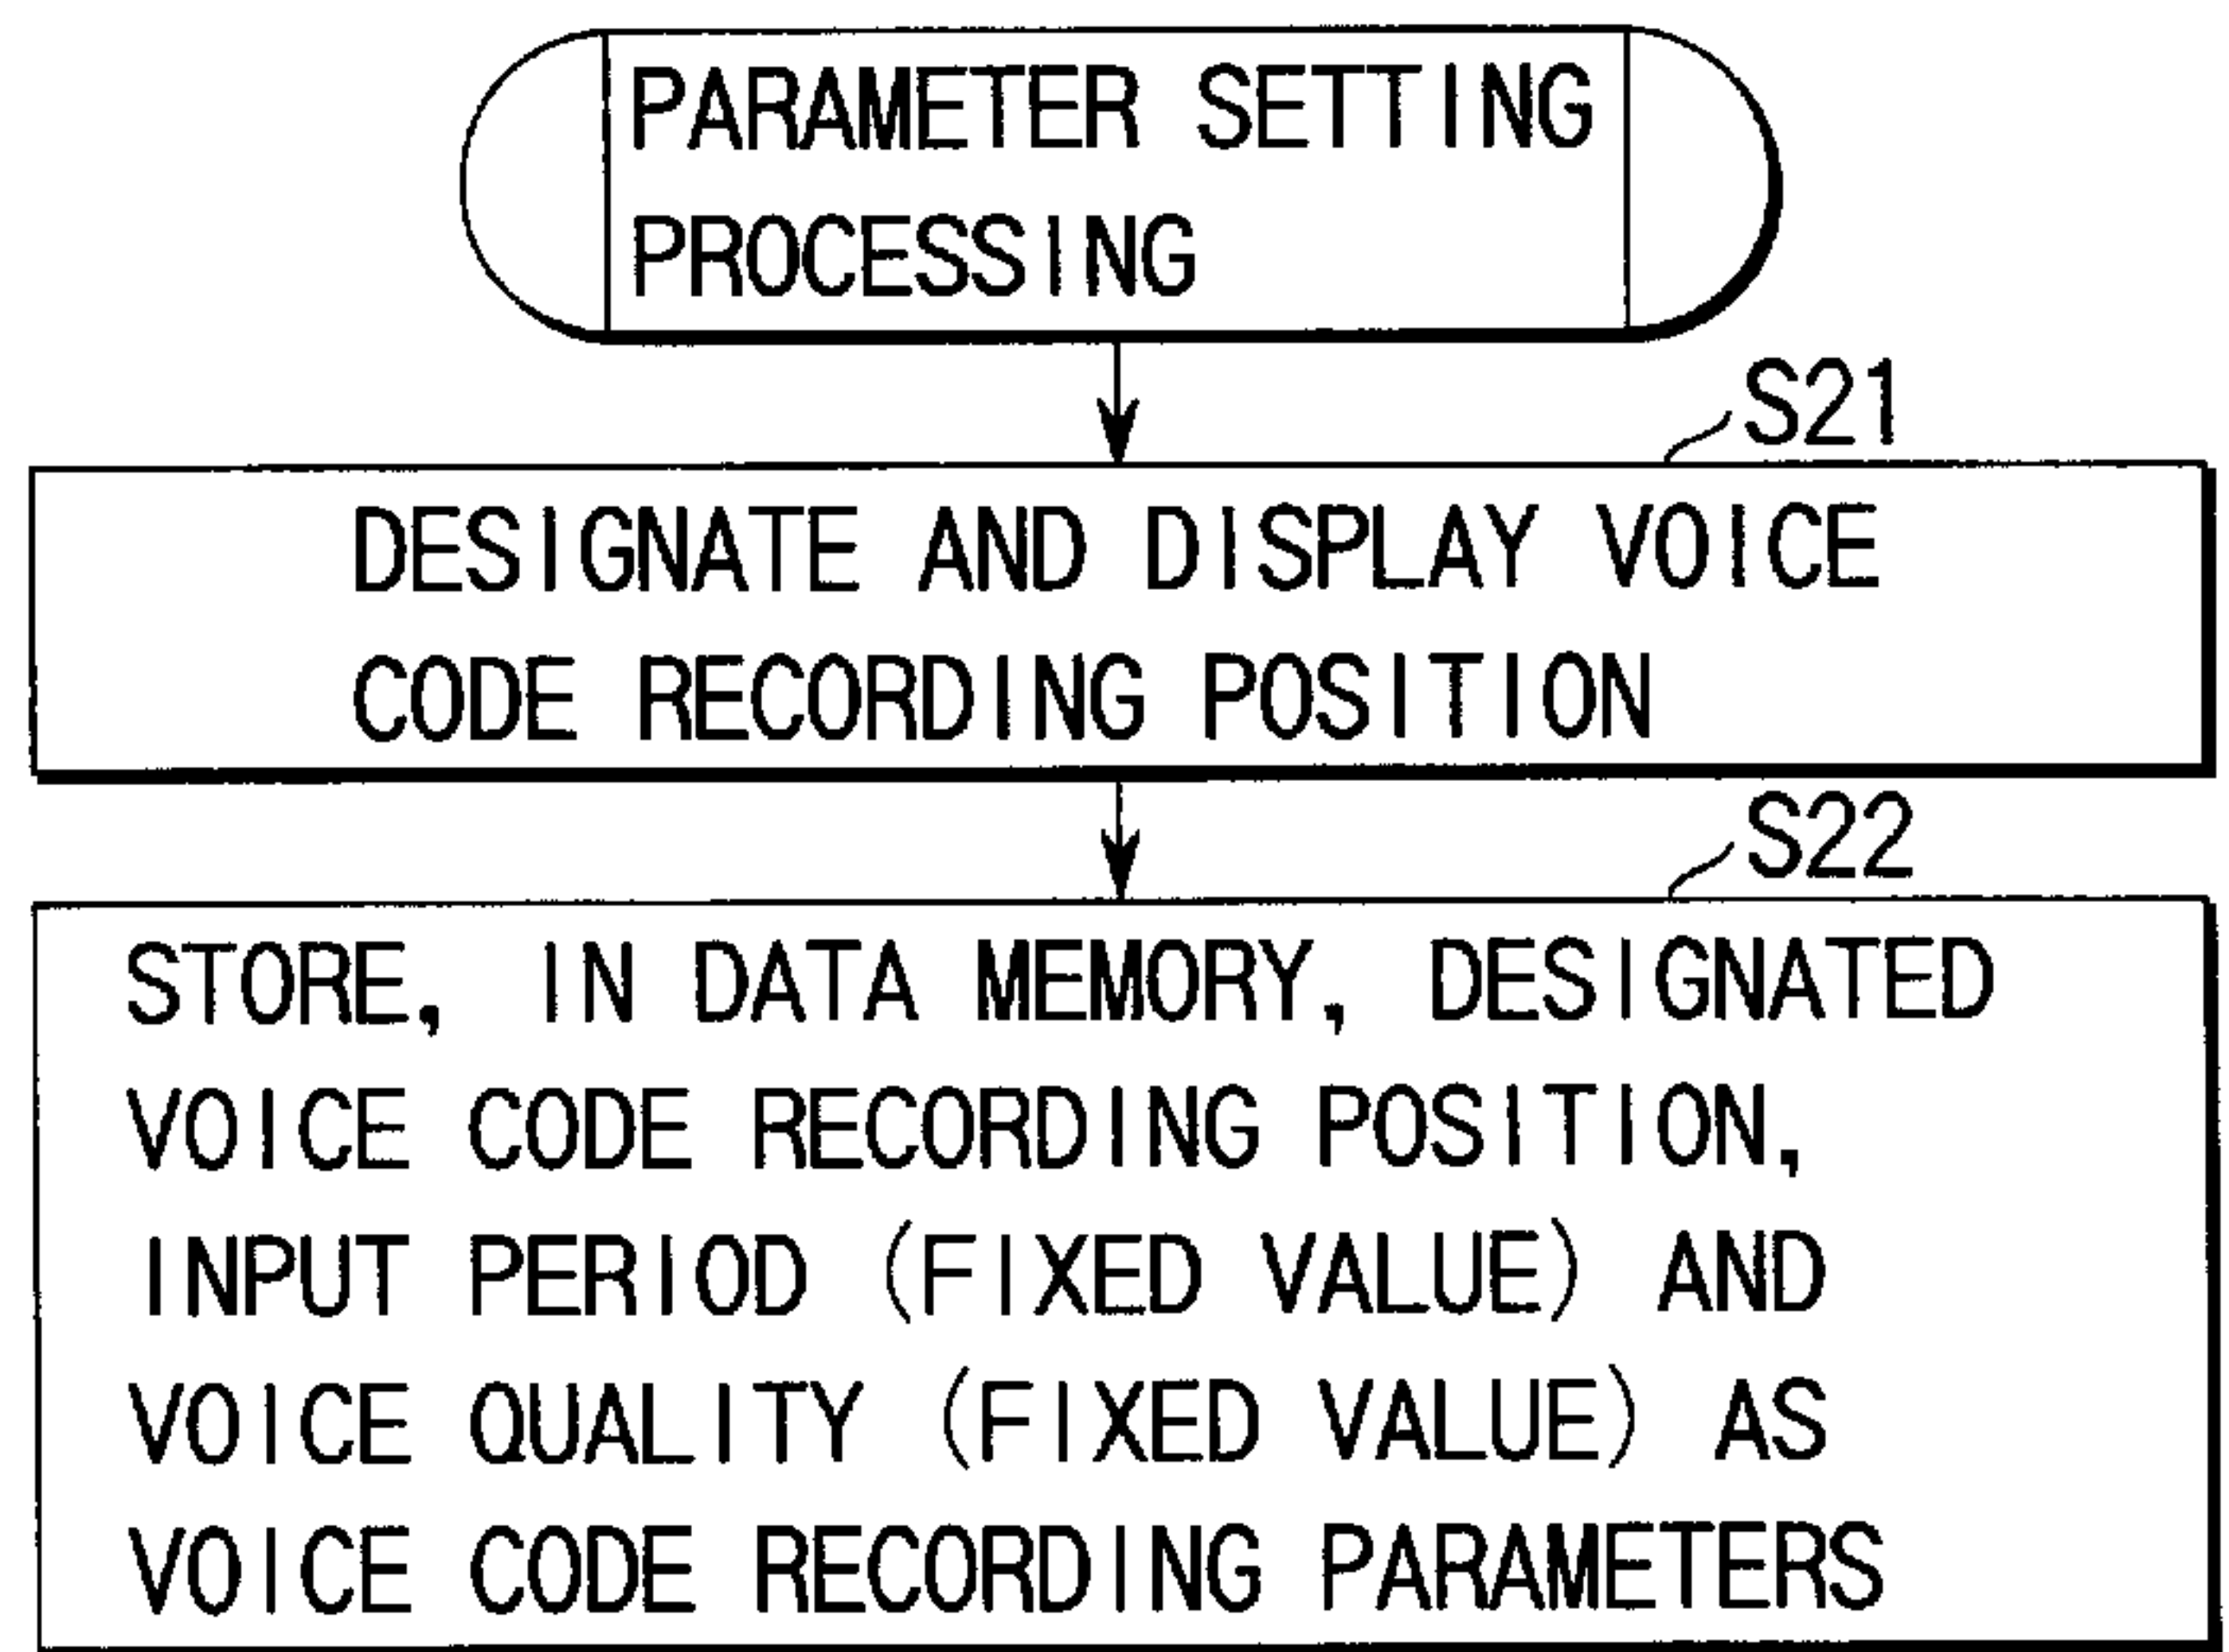 PARAMETER SETTING
PROCESSING
S21
DESIGNATE AND DISPLAY VOICE
CODE RECORDING POSITION
S22
STORE, IN DATA MEMORY, DESIGNATED
VOICE CODE RECORDING POSITION,
INPUT PERIOD (FIXED VALUE) AND
VOICE QUALITY (FIXED VALUE) AS
VOICE CODE RECORDING PARAMETERS